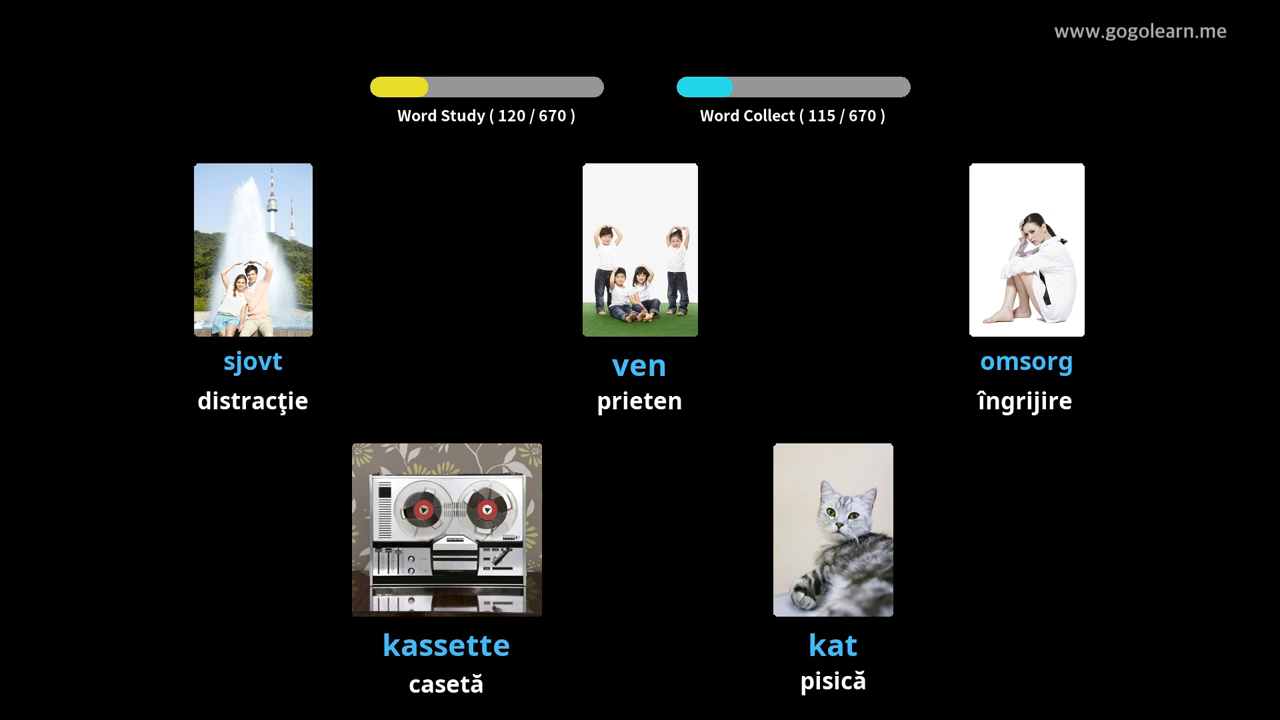 www.gogolearn.me
Word Study ( 120 / 670 )
Word Collect ( 115 / 670 )
sjovt
distracţie
ven
prieten
omsorg
îngrijire
kassette
casetă
kat
pisică